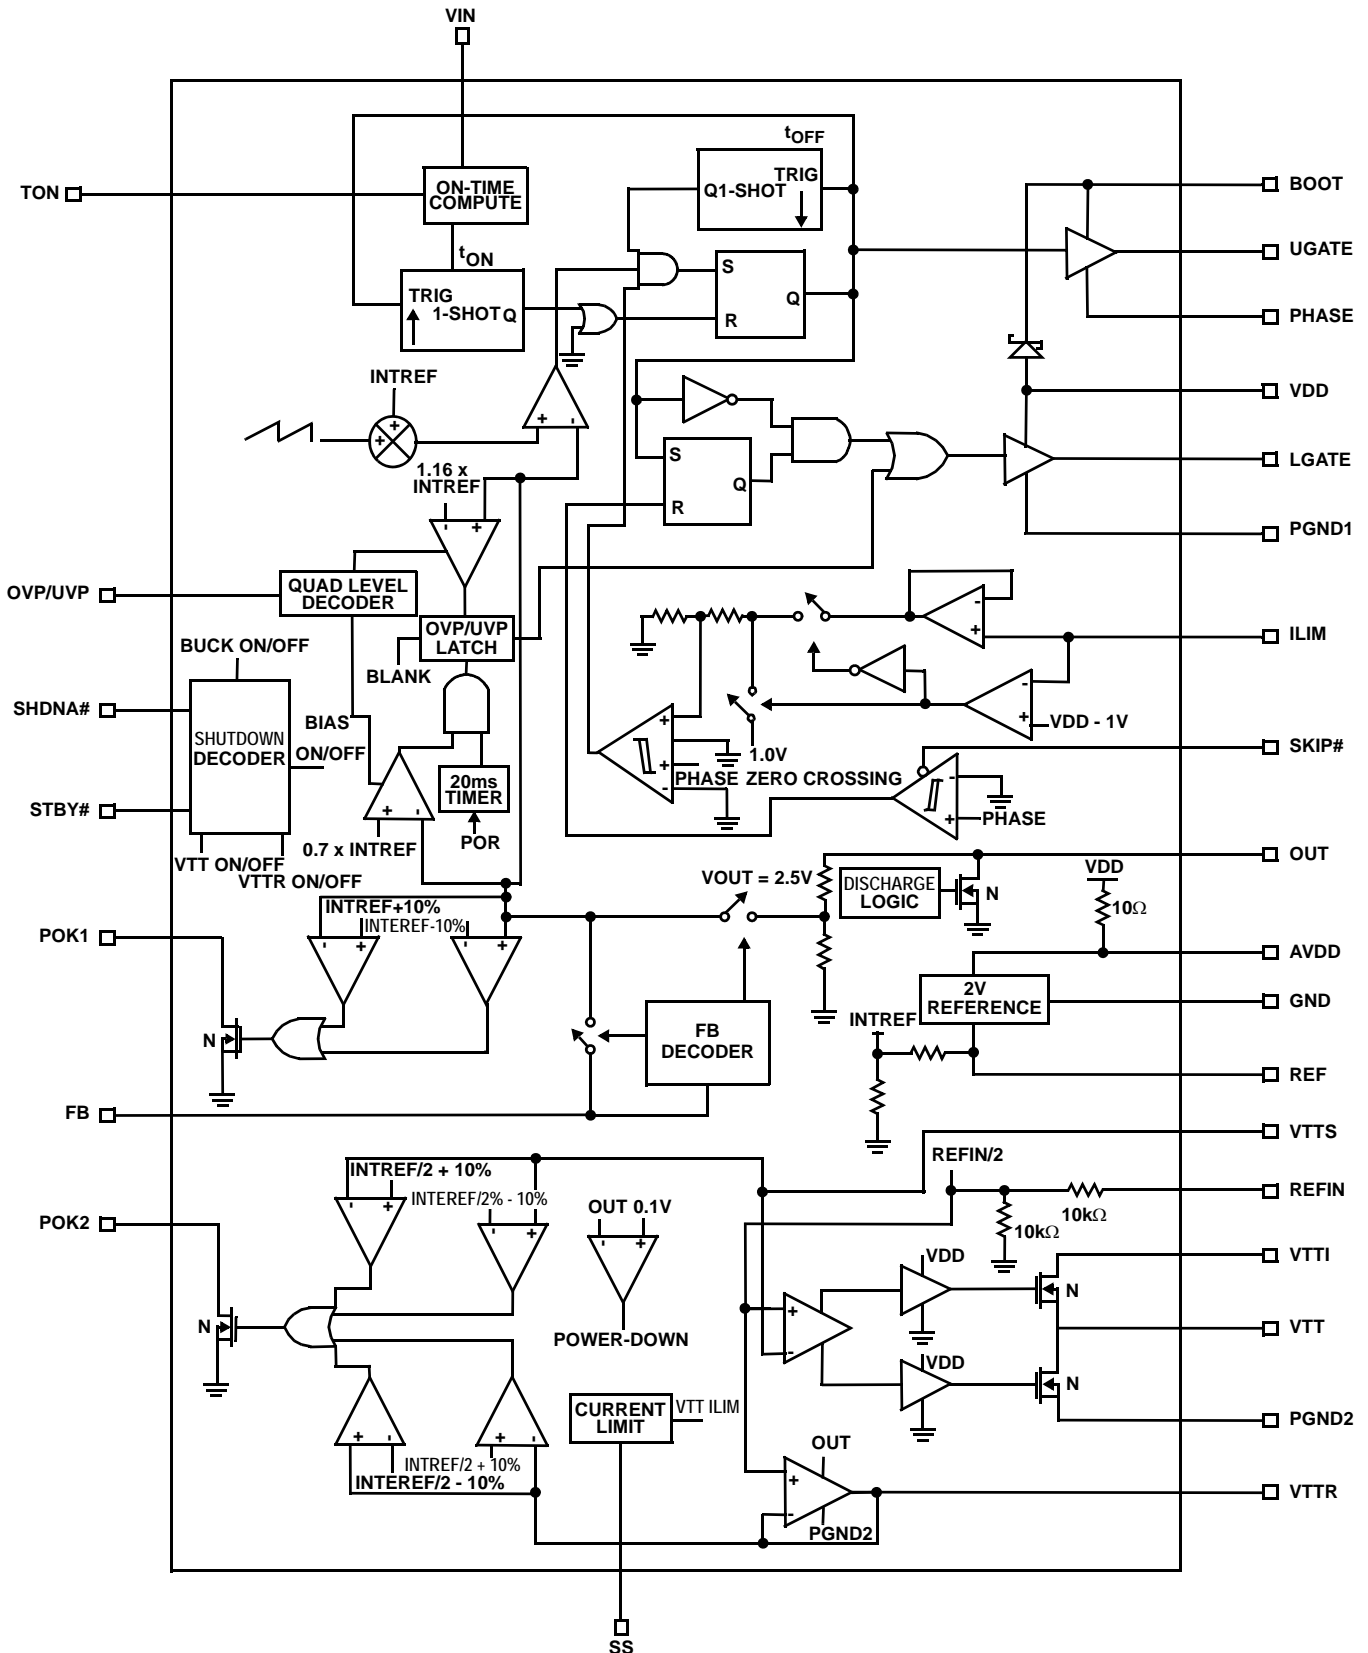 VIN
tOFF
TRIG
Q1-SHOT
BOOT
TON
ON-TIME
COMPUTE
UGATE
tON
S
TRIG
1-SHOT Q
Q
R
PHASE
INTREF
VDD
+
+
+
-
1.16 x
INTREF
S
Q
R
LGATE
-
+
PGND1
OVP/UVP
QUAD LEVEL
DECODER
-
+
ILIM
OVP/UVP
LATCH
BUCK ON/OFF
BLANK
-
+
VDD - 1V
SHDNA#
SHUTDOWN
DECODER
BIAS
ON/OFF
+
+
-
1.0V
SKIP#
PHASE ZERO CROSSING
-
+
PHASE
20ms
TIMER
STBY#
+
-
POR
0.7 x INTREF
VTT ON/OFF
VTTR ON/OFF
OUT
VOUT = 2.5V
DISCHARGE
LOGIC
N
VDD
10Ω
INTREF+10%
INTEREF-10%
POK1
-
+
-
+
AVDD
2V
REFERENCE
GND
N
FB
DECODER
INTREF
REF
FB
VTTS
REFIN/2
INTREF/2 + 10%
INTEREF/2% - 10%
REFIN
10kΩ
10kΩ
POK2
-
+
-
+
OUT 0.1V
-
+
VDD
VTTI
N
+
-
N
POWER-DOWN
VTT
VDD
N
CURRENT
LIMIT
VTT ILIM
PGND2
+
-
+
-
OUT
INTREF/2 + 10%
INTEREF/2 - 10%
+
-
VTTR
PGND2
SS